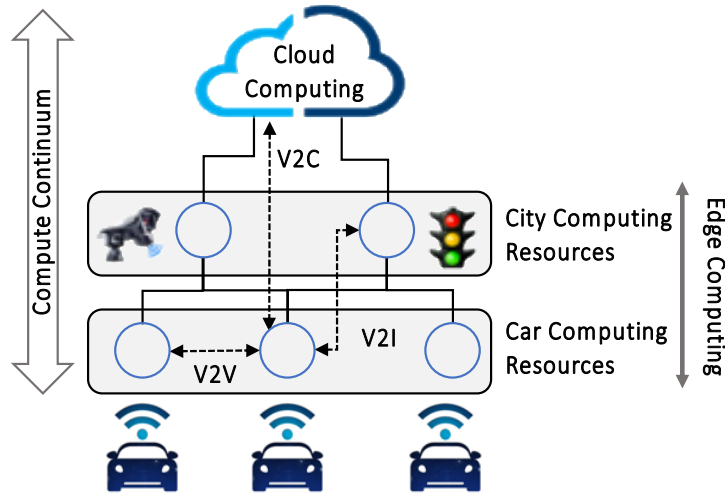 Cloud
Computing
V2C
Compute Continuum
City Computing
Resources
Edge Computing
Car Computing
Resources
V2I
V2V